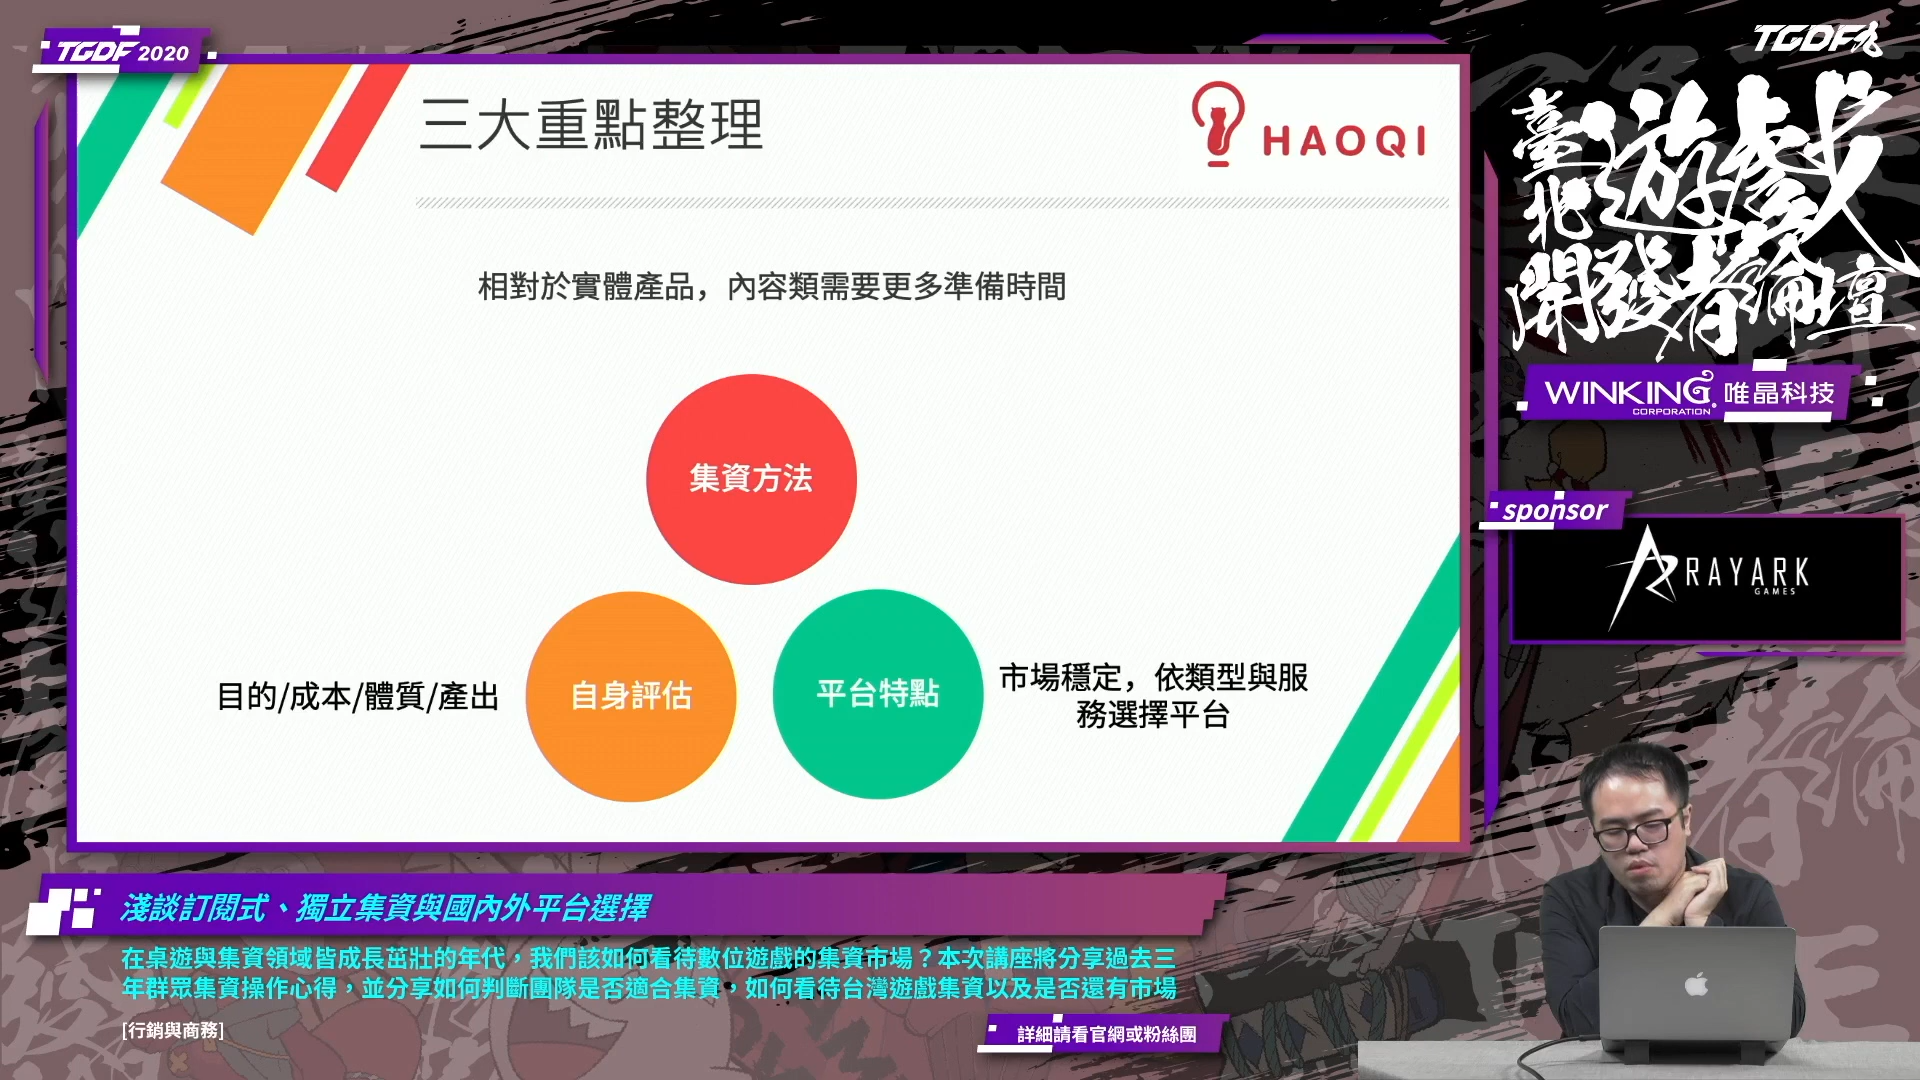 TGDF 2020
TGDF九
臺北遊戲
開發者論壇
三大重點整理
HAOQI
相對於實體產品，內容類需要更多準備時間
集資方法
目的/成本/體質/產出
自身評估
平台特點
市場穩定，依類型與服
務選擇平台
WINKING 唯晶科技
CORPORATION
sponsor
RAYARK
GAMES
淺談訂閱式、獨立集資與國內外平台選擇
在桌遊與集資領域皆成長茁壯的年代，我們該如何看待數位遊戲的集資市場？本次講座將分享過去三
年群眾集資操作心得，並分享如何判斷團隊是否適合集資，如何看待台灣遊戲集資以及是否還有市場
[行銷與商務]
詳細請看官網或粉絲團